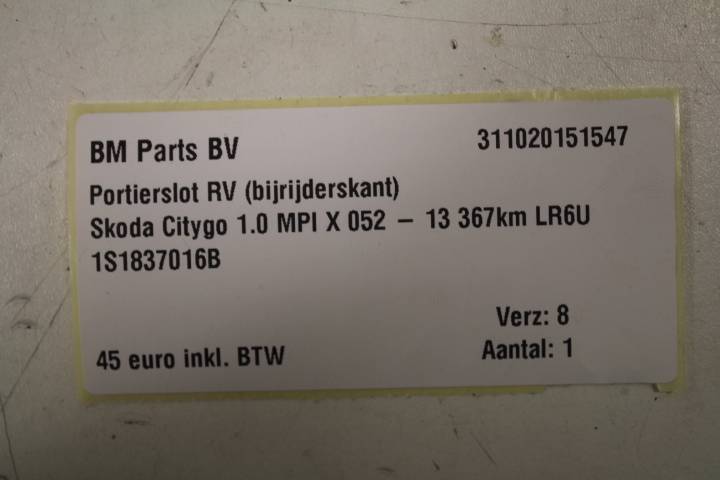 BM Parts BV 311020151547
Portierslot RV (bijrijderskant)
Skoda Citygo 1.0 MPI X 052 – 13 367km LR6U
1S1837016B
Verz: 8
45 euro inkl. BTW Aantal: 1